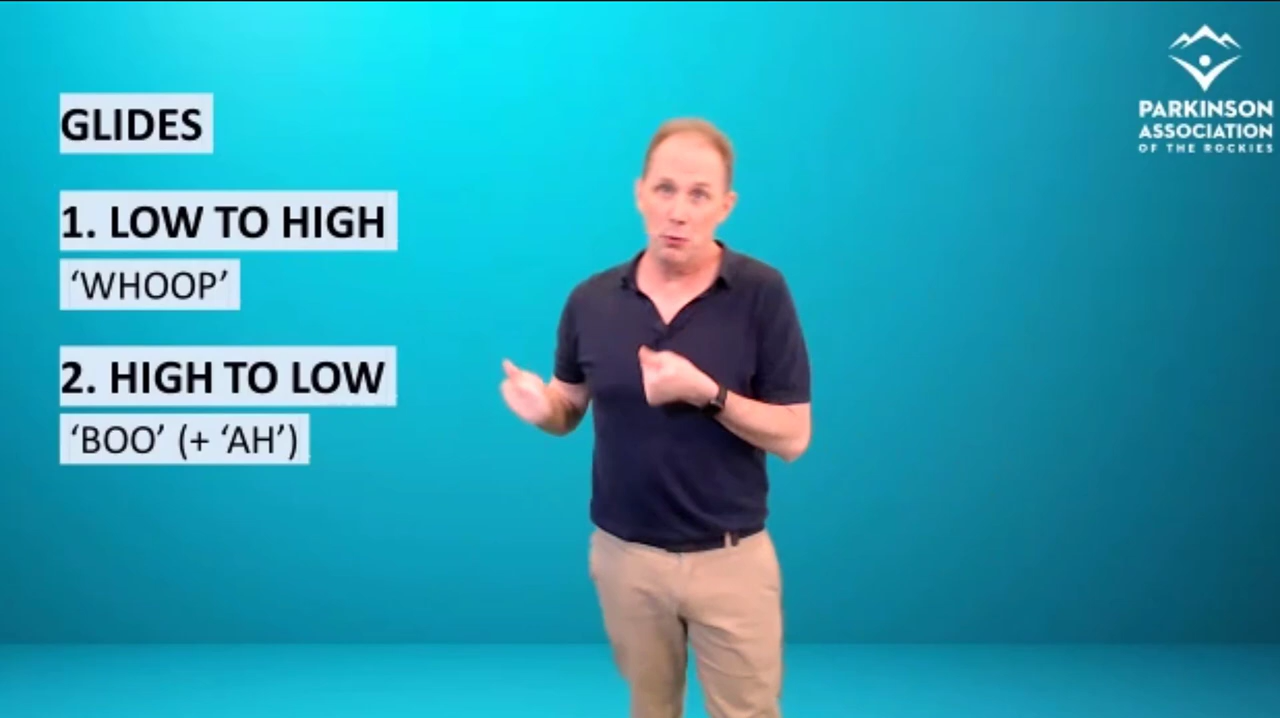 GLIDES
1. LOW TO HIGH
‘WHOOP’
2. HIGH TO LOW
‘BOO’ (+ ‘AH’)
PARKINSON
ASSOCIATION
OF THE ROCKIES